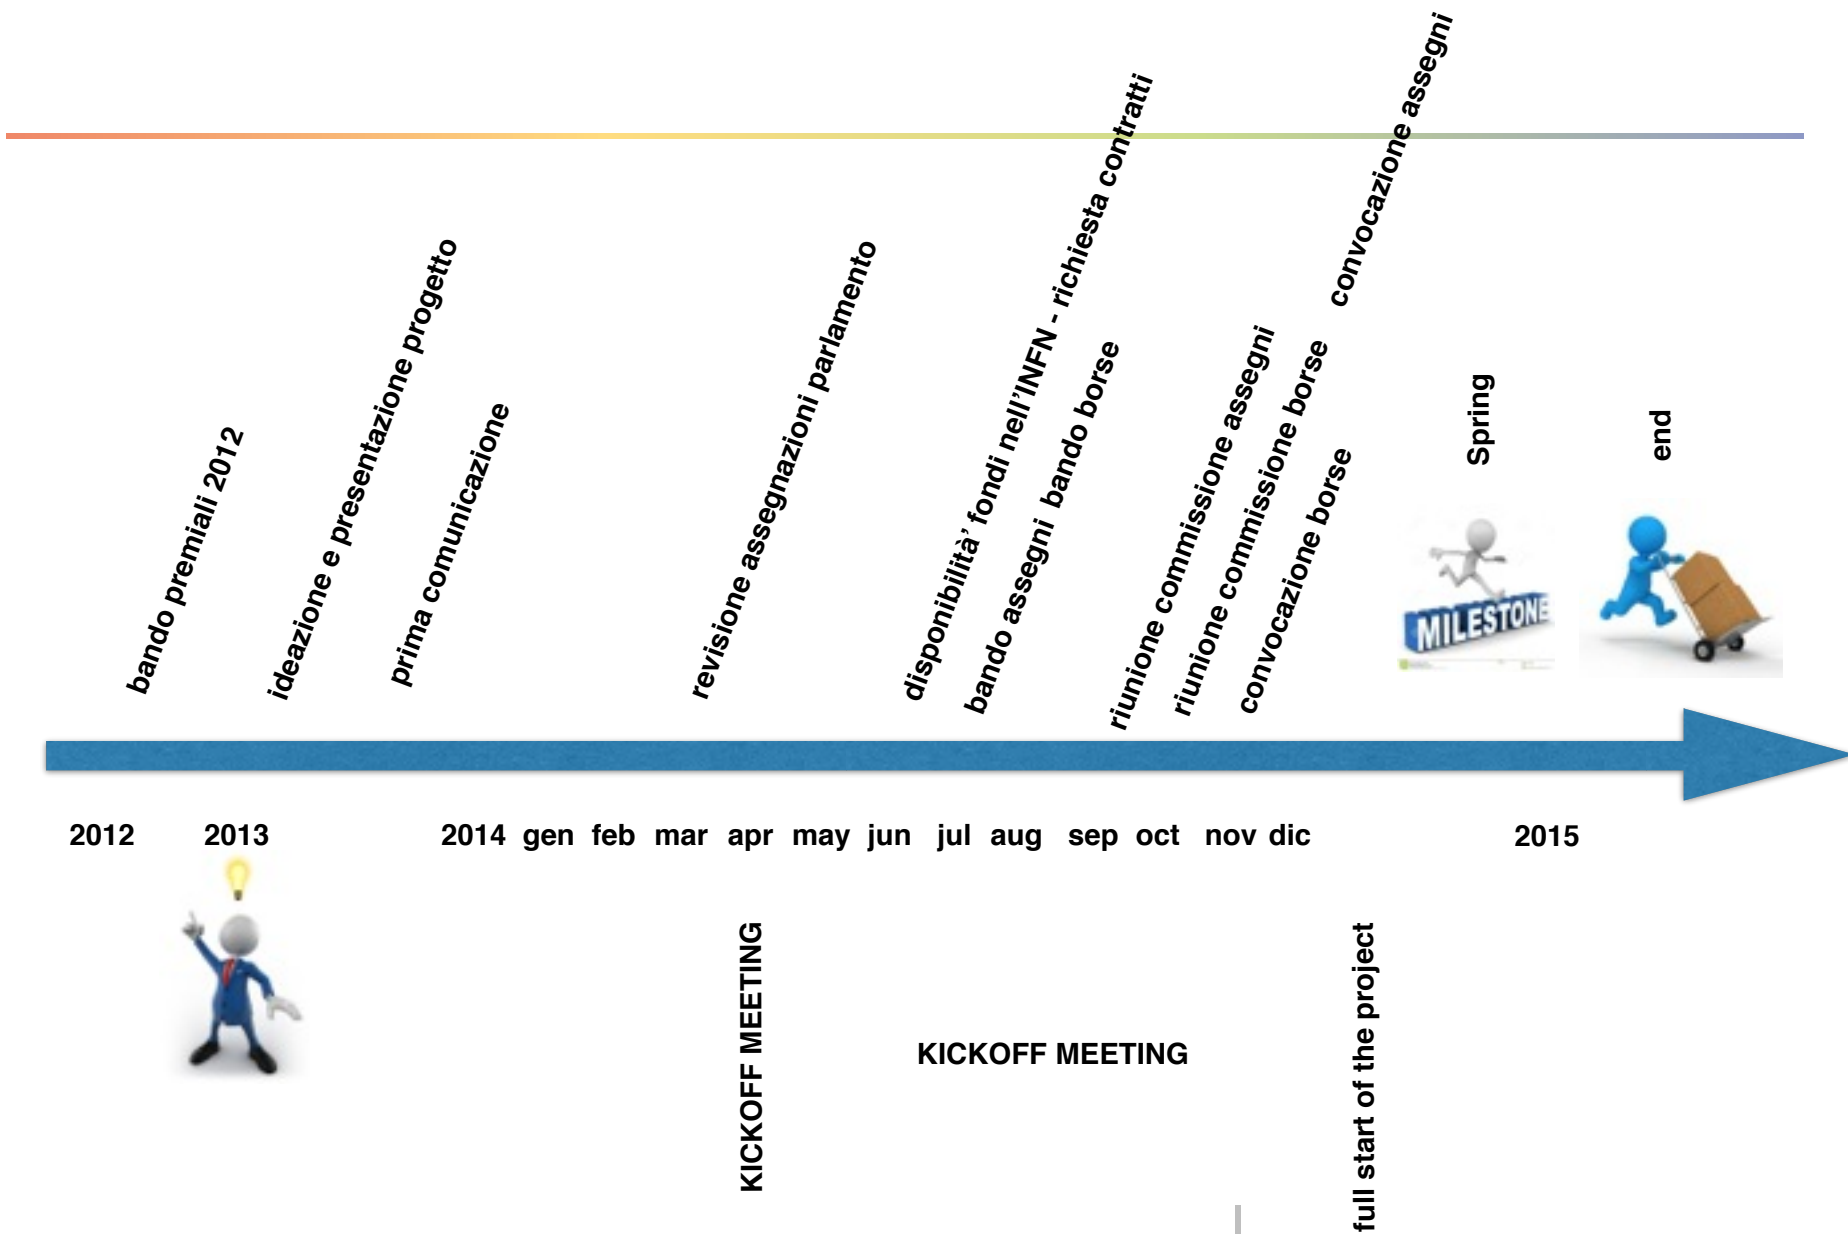 bando premiali 2012
ideazione e presentazione progetto
prima comunicazione
revisione assegnazioni parlamento
disponibilità' fondi nell'INFN - richiesta contratti
bando assegni bando borse
riunione commissione assegni
riunione commissione borse
convocazione assegni
convocazione borse
Spring
end
MILESTONE
2012 2013 2014 gen feb mar apr may jun jul aug sep oct nov dic 2015
KICKOFF MEETING
KICKOFF MEETING
full start of the project